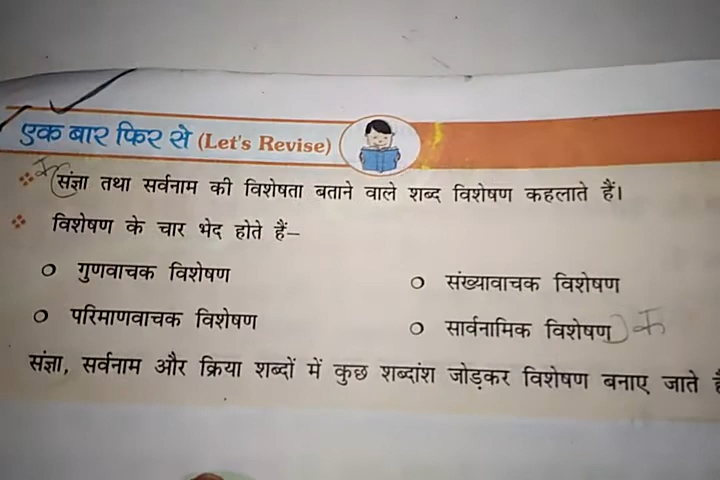 एक बार फिर से (Let's Revise)
क संज्ञा तथा सर्वनाम की विशेषता बताने वाले शब्द विशेषण कहलाते हैं।
विशेषण के चार भेद होते हैं–
गुणवाचक विशेषण
संख्यावाचक विशेषण
परिमाणवाचक विशेषण
सार्वनामिक विशेषण) क
संज्ञा, सर्वनाम और क्रिया शब्दों में कुछ शब्दांश जोड़कर विशेषण बनाए जाते